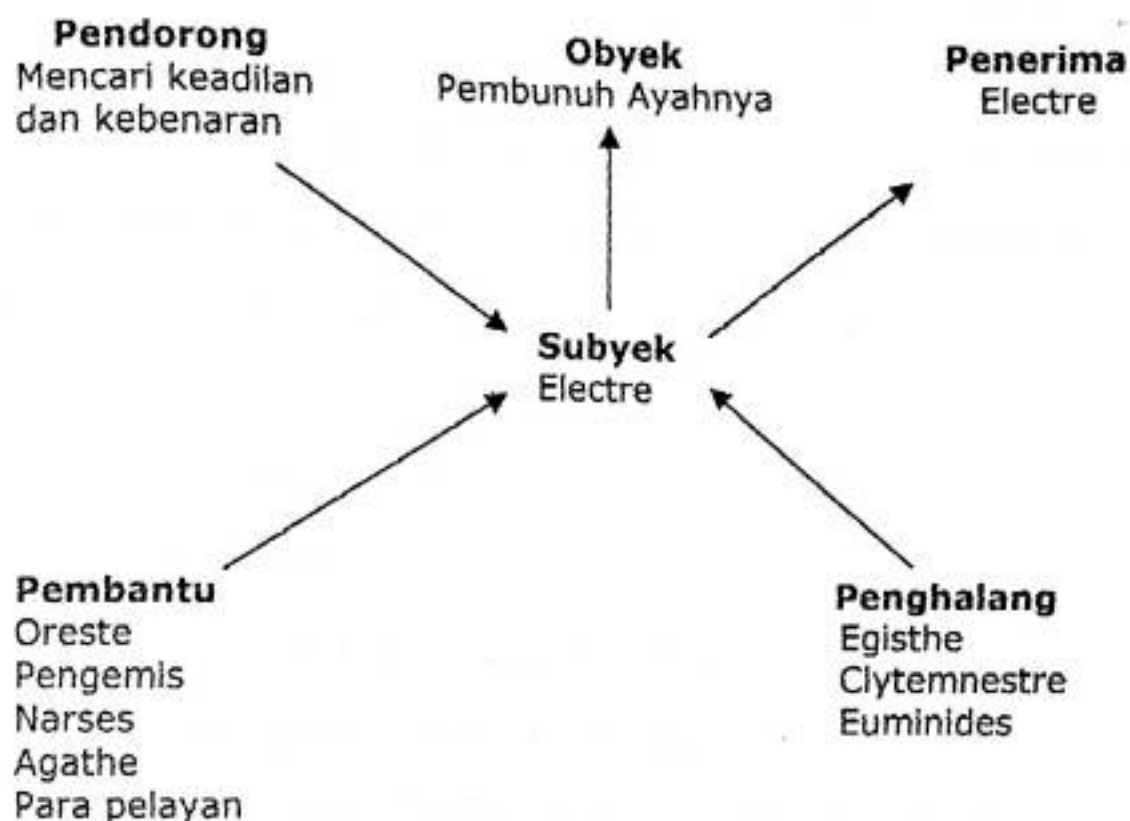 Pendorong
Mencari keadilan
dan kebenaran
Obyek
Pembunuh Ayahnya
Penerima
Electre
Subyek
Electre
Pembantu
Oreste
Pengemis
Narses
Agathe
Para pelayan
Penghalang
Egisthe
Clytemnestre
Euminides